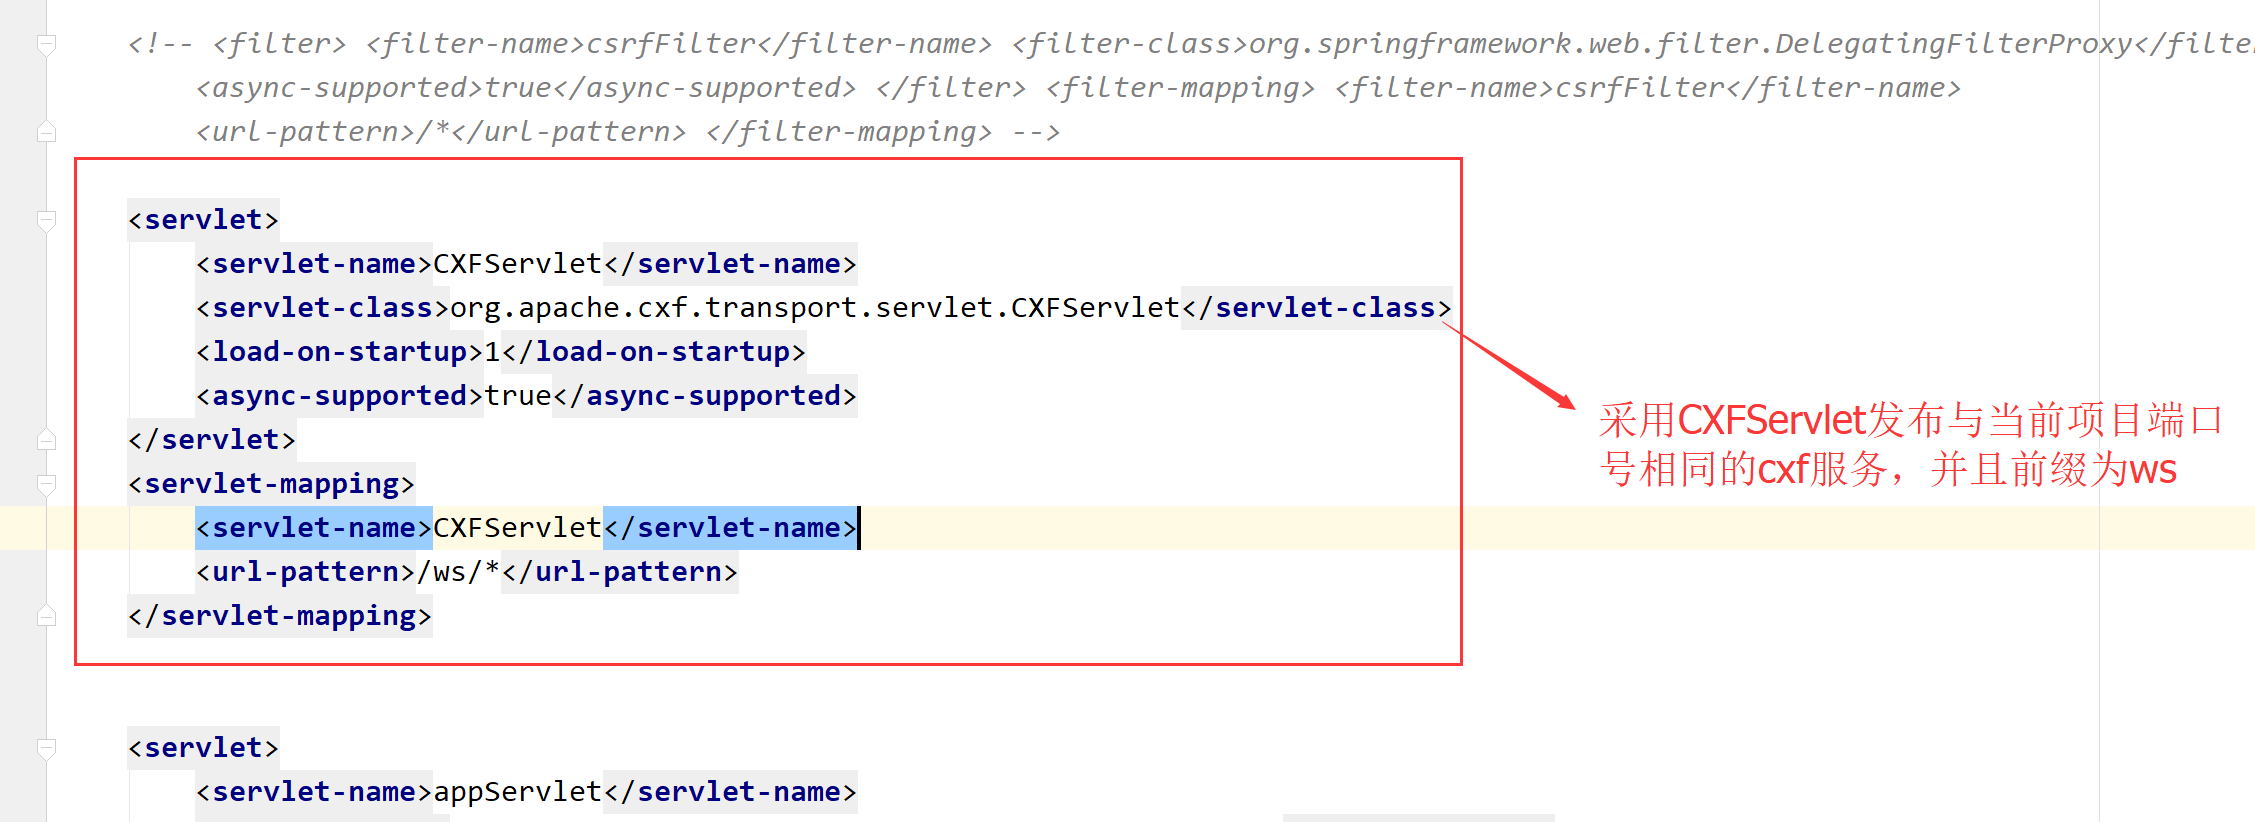 <!-- <filter> <filter-name>csrfFilter</filter-name> <filter-class>org.springframework.web.filter.DelegatingFilterProxy</filte
<async-supported>true</async-supported> </filter> <filter-mapping> <filter-name>csrfFilter</filter-name>
<url-pattern>/*</url-pattern> </filter-mapping> -->
<servlet>
<servlet-name>CXFServlet</servlet-name>
<servlet-class>org.apache.cxf.transport.servlet.CXFServlet</servlet-class>
<load-on-startup>1</load-on-startup>
<async-supported>true</async-supported>
</servlet>
<servlet-mapping>
<servlet-name>CXFServlet</servlet-name>
<url-pattern>/ws/*</url-pattern>
</servlet-mapping>
采用CXFServlet发布与当前项目端口
号相同的cxf服务，并且前缀为ws
<servlet>
<servlet-name>appServlet</servlet-name>